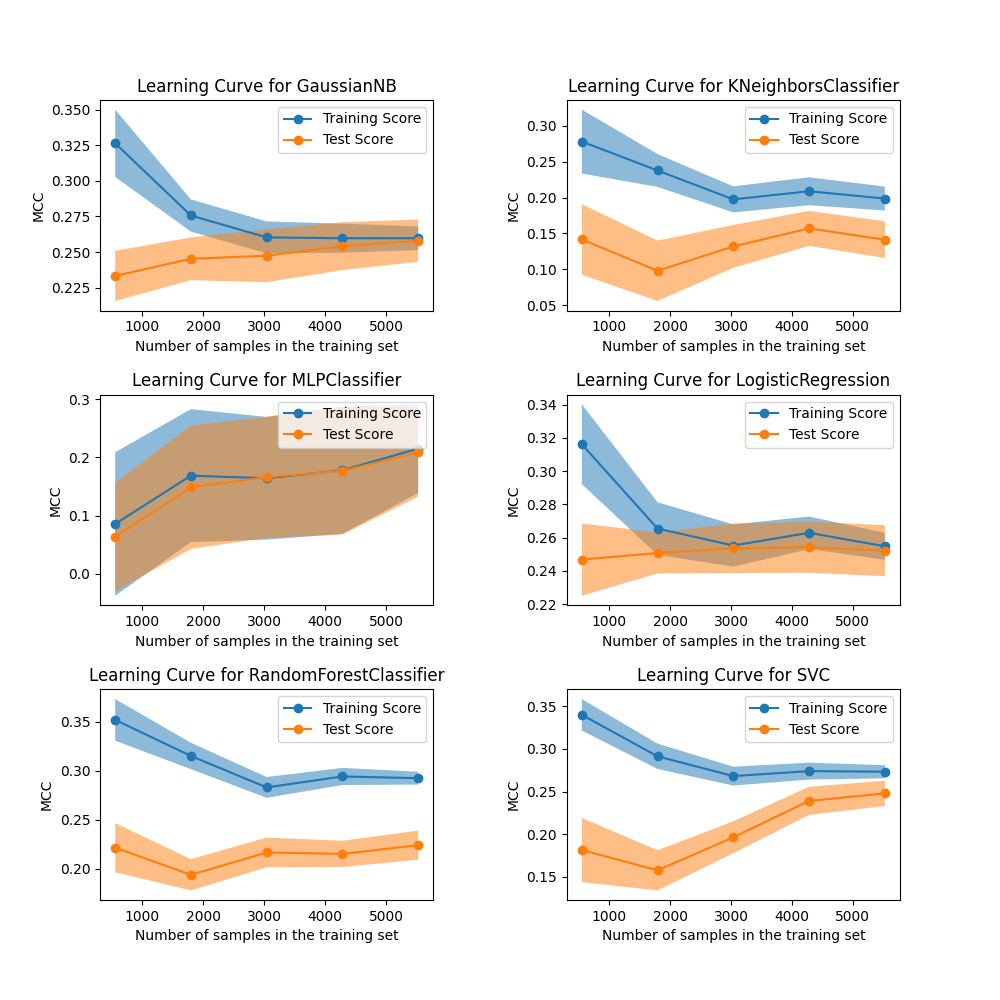 Learning Curve for GaussianNB
0.350
0.325
0.300
0.275
0.250
0.225
MCC
Training Score
Test Score
1000 2000 3000 4000 5000
Number of samples in the training set
Learning Curve for KNeighborsClassifier
0.30
0.25
0.20
0.15
0.10
0.05
MCC
Training Score
Test Score
1000 2000 3000 4000 5000
Number of samples in the training set
Learning Curve for MLPClassifier
0.3
0.2
0.1
0.0
MCC
Training Score
Test Score
1000 2000 3000 4000 5000
Number of samples in the training set
Learning Curve for LogisticRegression
0.34
0.32
0.30
0.28
0.26
0.24
0.22
MCC
Training Score
Test Score
1000 2000 3000 4000 5000
Number of samples in the training set
Learning Curve for RandomForestClassifier
0.35
0.30
0.25
0.20
MCC
Training Score
Test Score
1000 2000 3000 4000 5000
Number of samples in the training set
Learning Curve for SVC
0.35
0.30
0.25
0.20
0.15
MCC
Training Score
Test Score
1000 2000 3000 4000 5000
Number of samples in the training set